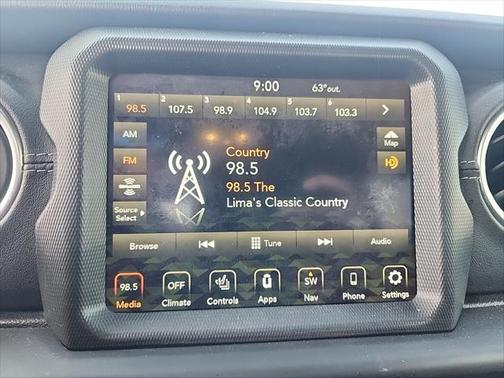 9:00 63°out.
1 2 3 4 5 6
98.5 107.5 98.9 104.9 103.7 103.3
AM
Map
FM
Country
98.5
98.5 The
Lima's Classic Country
SiriusXM
Source
Select
Browse Tune Audio
98.5 OFF SW
Media Climate Controls Apps Nav Phone Settings